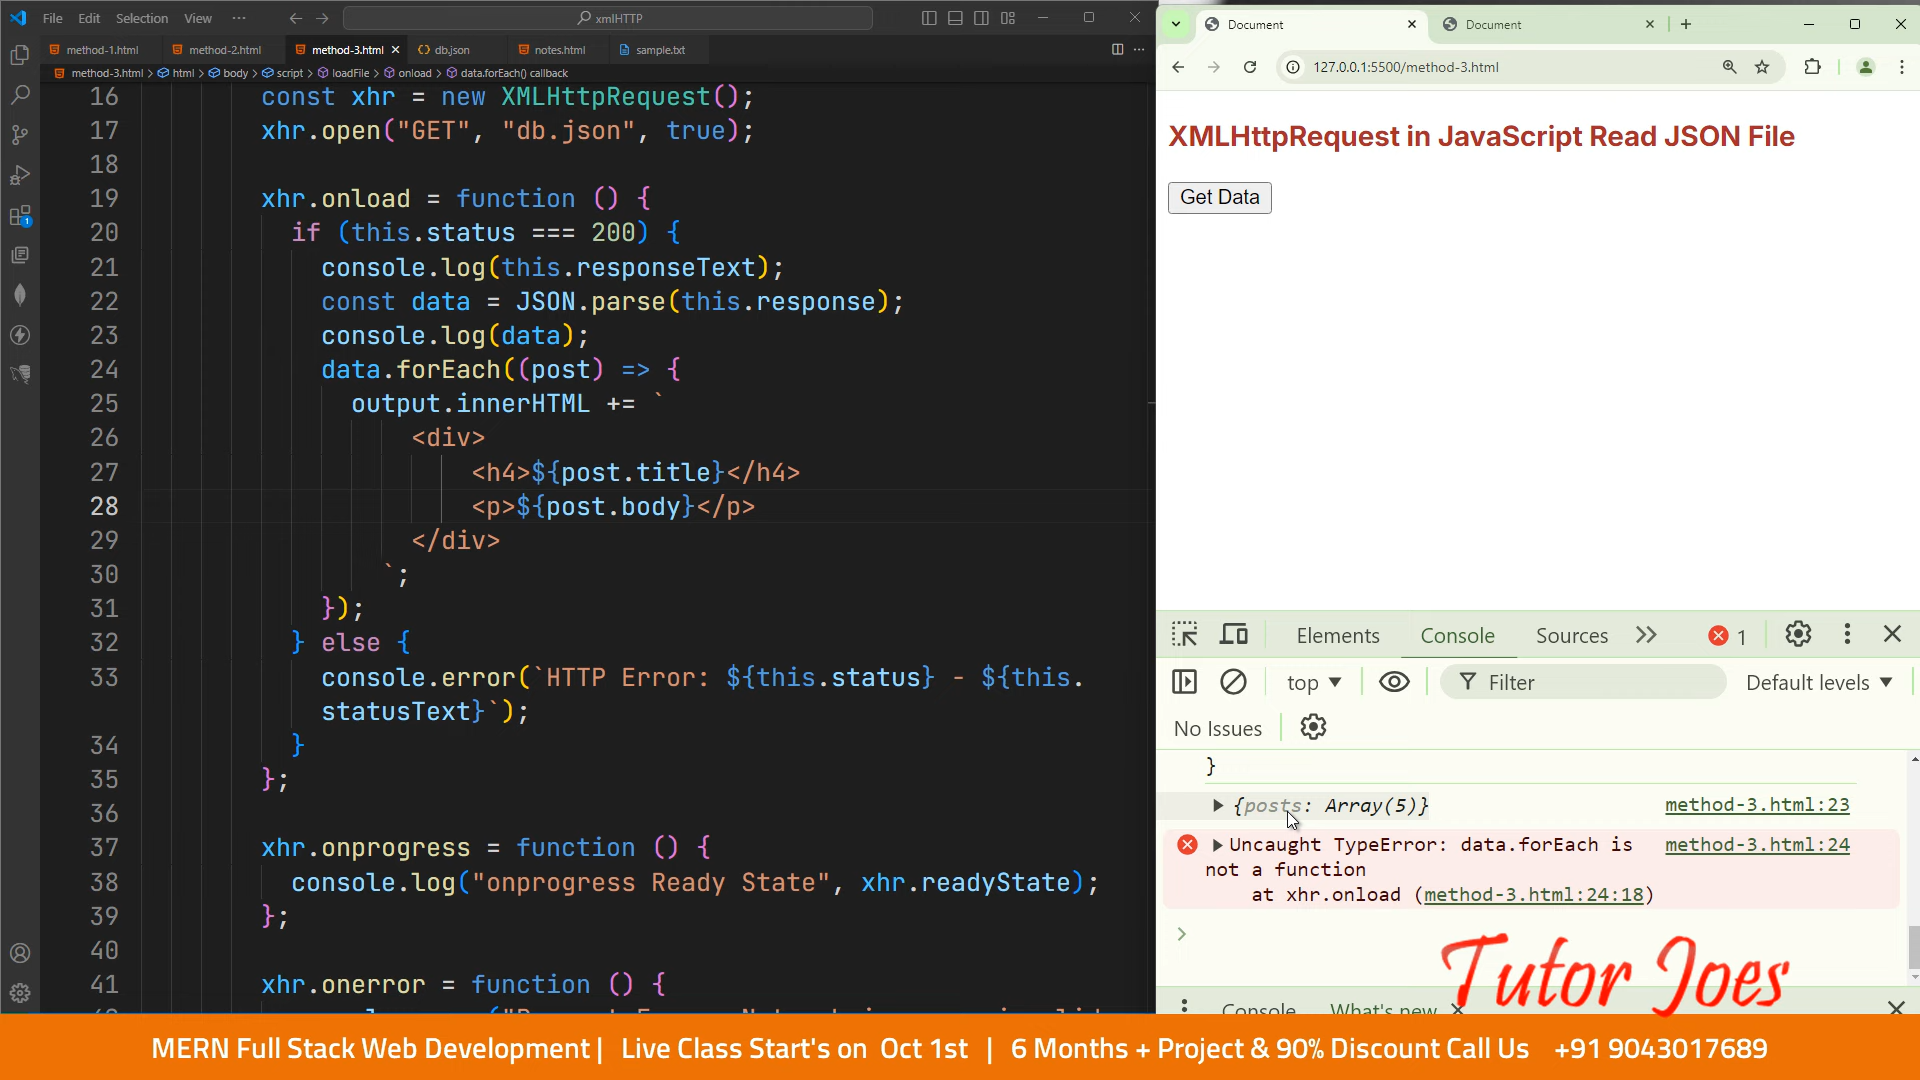 File Edit Selection View ··· xmlHTTP
method-1.html method-2.html method-3.html db.json notes.html sample.txt
method-3.html > html > body > script > loadFile > onload > data.forEach() callback
16 const xhr = new XMLHttpRequest();
17 xhr.open("GET", "db.json", true);
18
19 xhr.onload = function () {
20 if (this.status === 200) {
21 console.log(this.responseText);
22 const data = JSON.parse(this.response);
23 console.log(data);
24 data.forEach((post) => {
25 output.innerHTML += `
26 <div>
27 <h4>${post.title}</h4>
28 <p>${post.body}</p>
29 </div>
30 `;
31 });
32 } else {
33 console.error(`HTTP Error: ${this.status} - ${this.
statusText}`);
34 }
35 };
36
37 xhr.onprogress = function () {
38 console.log("onprogress Ready State", xhr.readyState);
39 };
40
41 xhr.onerror = function () {
Document Document
127.0.0.1:5500/method-3.html
XMLHttpRequest in JavaScript Read JSON File
Get Data
Elements Console Sources 1
top Filter Default levels
No Issues
}
{posts: Array(5)} method-3.html:23
Uncaught TypeError: data.forEach is method-3.html:24
not a function
at xhr.onload (method-3.html:24:18)
Console What's new
Tutor Joes
MERN Full Stack Web Development | Live Class Start's on Oct 1st | 6 Months + Project & 90% Discount Call Us +91 9043017689